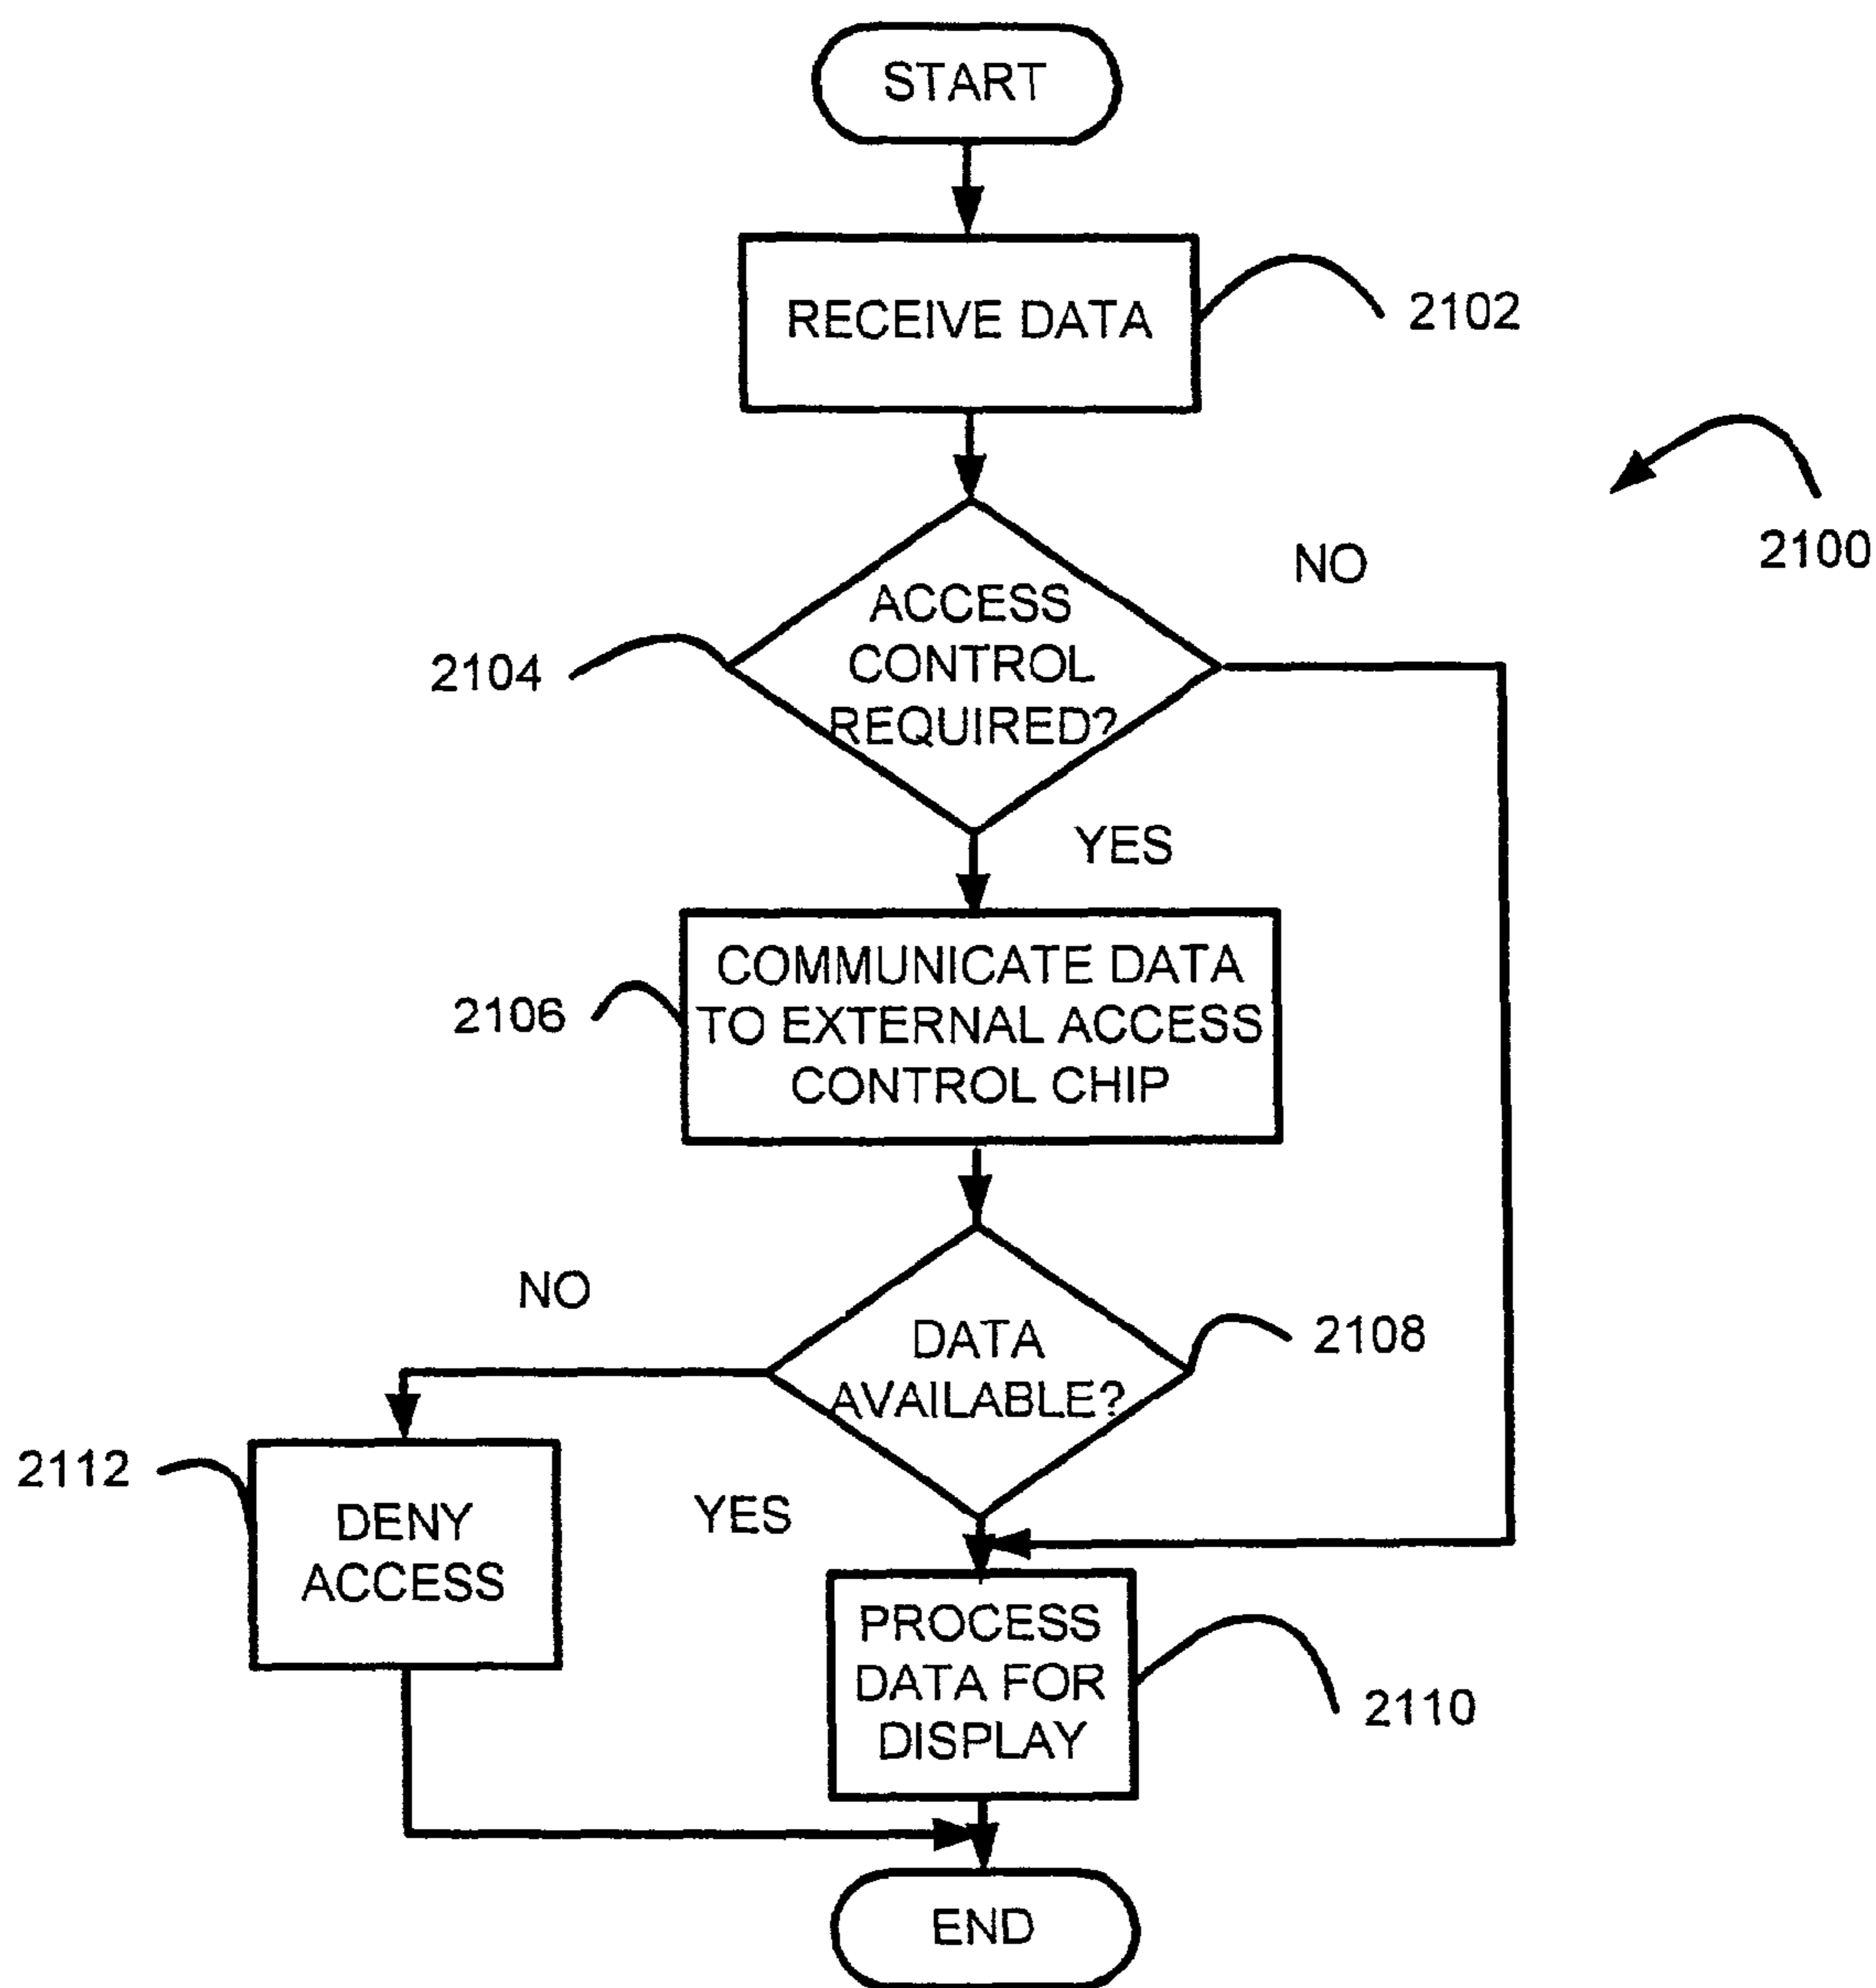 START
RECEIVE DATA
2102
2100
NO
ACCESS
CONTROL
REQUIRED?
2104
YES
COMMUNICATE DATA
TO EXTERNAL ACCESS
CONTROL CHIP
2106
NO
DATA
AVAILABLE?
2108
2112
DENY
ACCESS
YES
PROCESS
DATA FOR
DISPLAY
2110
END